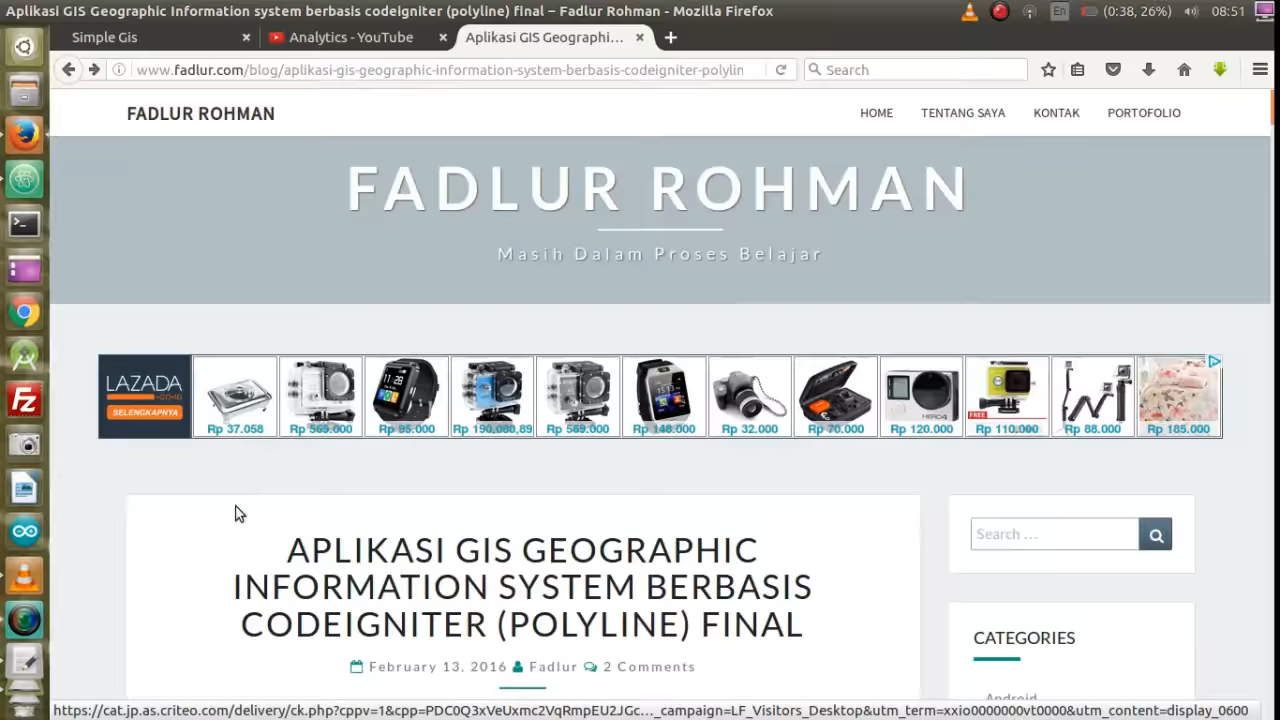 Aplikasi GIS Geographic Information system berbasis codeigniter (polyline) final – Fadlur Rohman - Mozilla Firefox
En
(0:38, 26%)
08:51
Simple Gis
Analytics - YouTube
Aplikasi GIS Geographi...
www.fadlur.com/blog/aplikasi-gis-geographic-information-system-berbasis-codeigniter-polylin
Search
FADLUR ROHMAN
HOME
TENTANG SAYA
KONTAK
PORTOFOLIO
FADLUR ROHMAN
Masih Dalam Proses Belajar
LAZADA
SELENGKAPNYA
Rp 37.058
Rp 569.000
Rp 95.000
Rp 190.080,89
Rp 569.000
Rp 148.000
Rp 32.000
Rp 70.000
HERO4
Rp 120.000
FREE
Rp 110.000
Rp 88.000
Rp 185.000
APLIKASI GIS GEOGRAPHIC
INFORMATION SYSTEM BERBASIS
CODEIGNITER (POLYLINE) FINAL
February 13, 2016 Fadlur 2 Comments
Search ...
CATEGORIES
Android
https://cat.jp.as.criteo.com/delivery/ck.php?cppv=1&cpp=PDC0Q3xVeUxmc2VqRmpEU2JGc..._campaign=LF_Visitors_Desktop&utm_term=xxio0000000vt0000&utm_content=display_0600